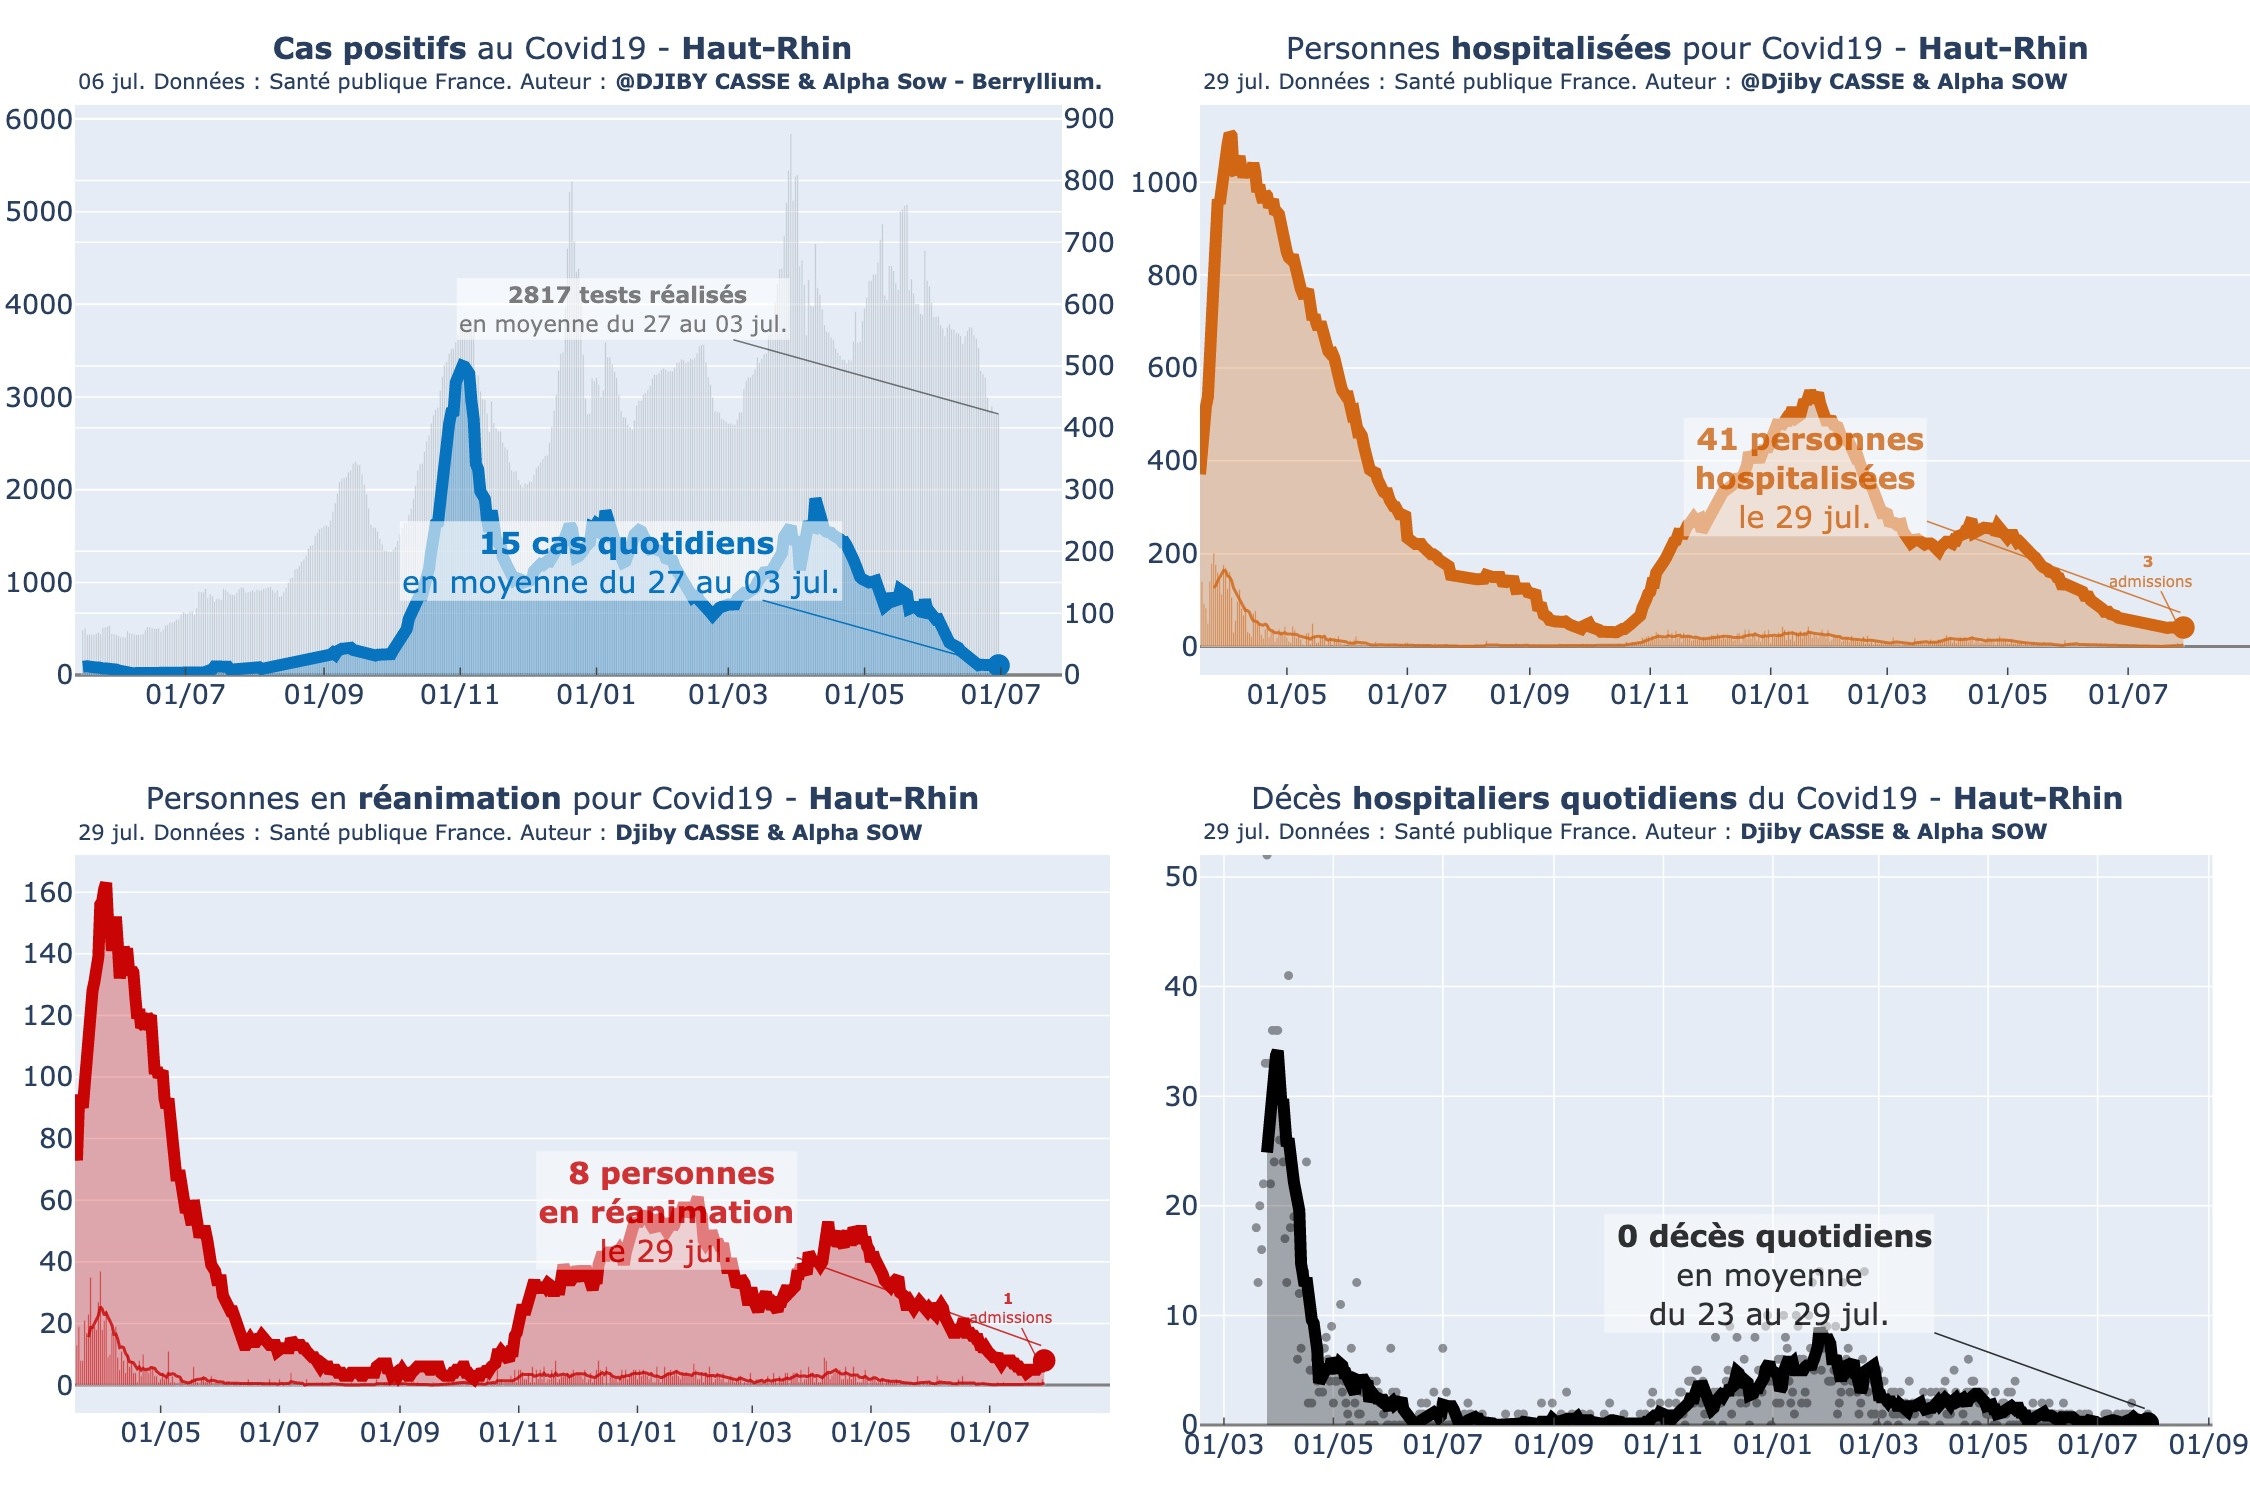 Cas positifs au Covid19 - Haut-Rhin
06 jul. Données : Santé publique France. Auteur : @DJIBY CASSE & Alpha Sow - Berryllium.
6000
5000
4000
3000
2000
1000
0
900
800
700
600
500
400
300
200
100
0
2817 tests réalisés
en moyenne du 27 au 03 jul.
15 cas quotidiens
en moyenne du 27 au 03 jul.
01/07 01/09 01/11 01/01 01/03 01/05 01/07
Personnes hospitalisées pour Covid19 - Haut-Rhin
29 jul. Données : Santé publique France. Auteur : @Djiby CASSE & Alpha SOW
1000
800
600
400
200
0
41 personnes
hospitalisées
le 29 jul.
3
admissions
01/05 01/07 01/09 01/11 01/01 01/03 01/05 01/07
Personnes en réanimation pour Covid19 - Haut-Rhin
29 jul. Données : Santé publique France. Auteur : Djiby CASSE & Alpha SOW
160
140
120
100
80
60
40
20
0
8 personnes
en réanimation
le 29 jul.
1
admissions
01/05 01/07 01/09 01/11 01/01 01/03 01/05 01/07
Décès hospitaliers quotidiens du Covid19 - Haut-Rhin
29 jul. Données : Santé publique France. Auteur : Djiby CASSE & Alpha SOW
50
40
30
20
10
0
0 décès quotidiens
en moyenne
du 23 au 29 jul.
01/03 01/05 01/07 01/09 01/11 01/01 01/03 01/05 01/07 01/09